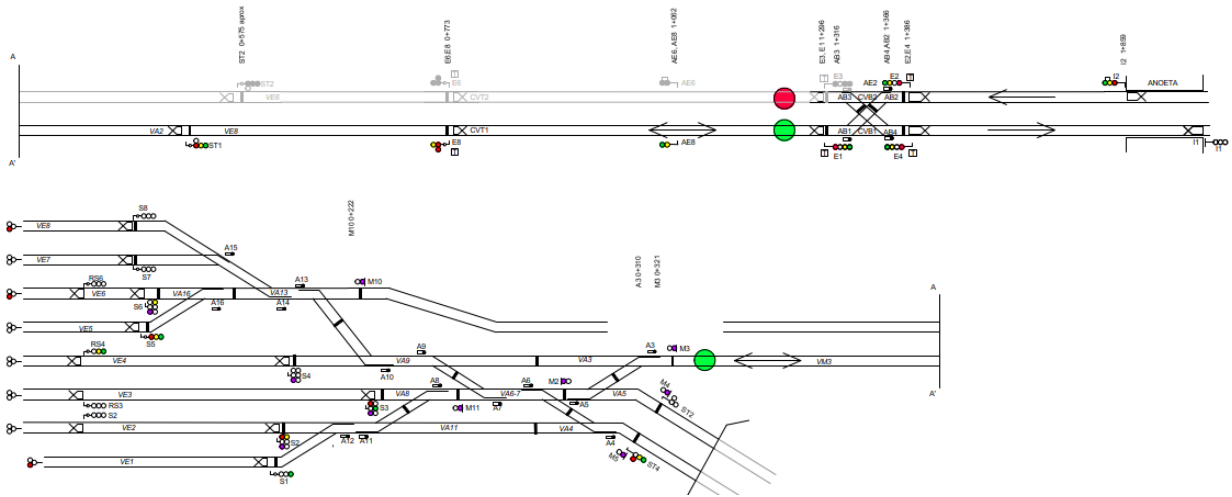 ST2 0+575 aprox
E6,E8 0+773
AE6, AE8 1+062
E3, E1 1+296
AB3 1+316
AB4,AB2 1+366
E2,E4 1+386
I2 1+859
A
ST2
E6
T
AE6
T
E3
AE2
E2
T
I2
ANOETA
VE6
CVT2
AB3
CVB2
AB2
VA2
VE8
CVT1
AB1
CVB1
AB4
I1
I1
A'
ST1
E8
T
AE8
T
E1
E4
T
M10 0+222
A3 0+310
M3 0+321
S8
VE8
A15
VE7
S7
RS6
A13
M10
A
VE6
VA16
VA13
S6
A16
A14
VE5
S5
RS4
A9
A3
M3
VE4
VA9
VA3
VM3
S4
A10
A8
A6
M2
M4
VE3
VA8
VA6-7
VA5
A'
RS3
S3
M11
A7
A5
ST2
S2
VE2
VA11
VA4
S2
A12
A11
A4
VE1
M5
ST4
S1